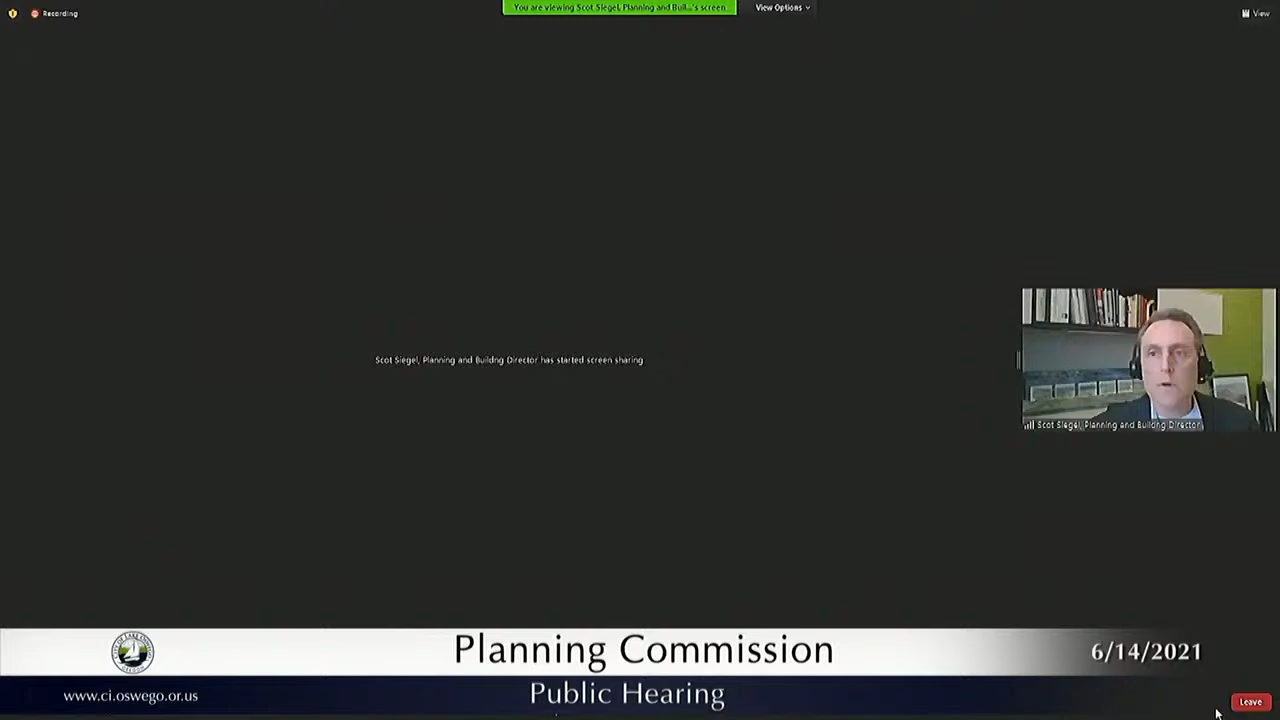 Recording
You are viewing Scot Siegel, Planning and Buil...'s screen
View Options
View
Scot Siegel, Planning and Buildng Director has started screen sharing
Scot Siegel, Planning and Buildng Director
Planning Commission
6/14/2021
www.ci.oswego.or.us
Public Hearing
Leave